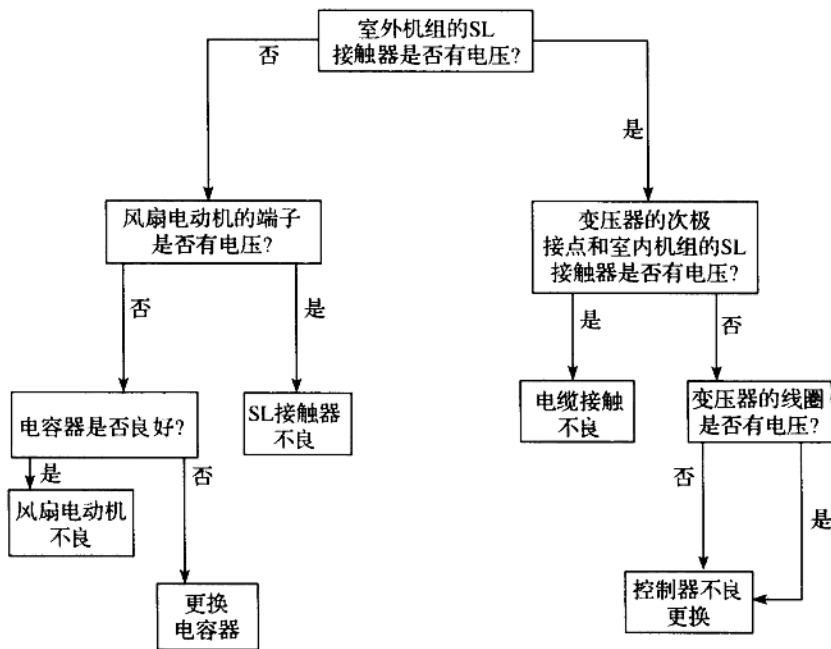 室外机组的SL
接触器是否有电压?
否
是
风扇电动机的端子
是否有电压?
变压器的次极
接点和室内机组的SL
接触器是否有电压?
否
是
是
否
电容器是否良好?
SL接触器
不良
电缆接触
不良
变压器的线圈
是否有电压?
是
否
否
是
风扇电动机
不良
更换
电容器
控制器不良
更换